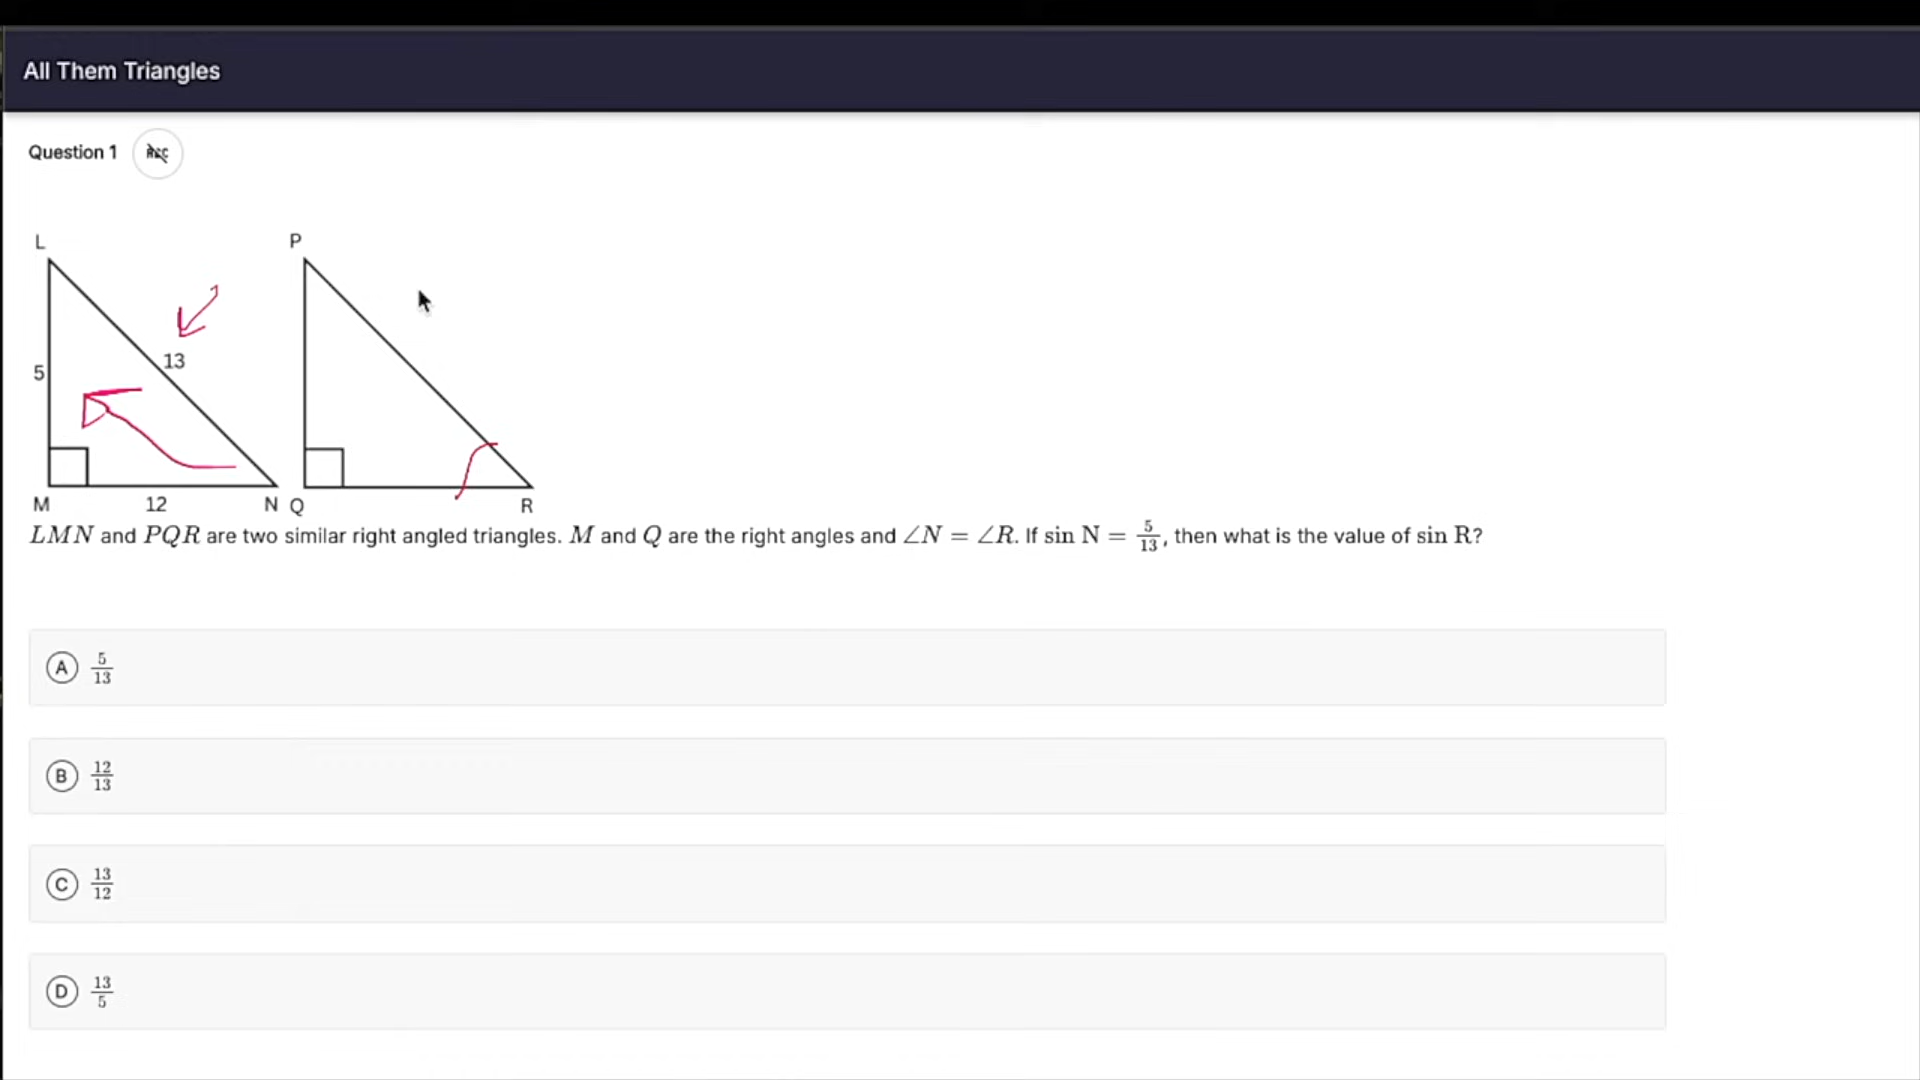 All Them Triangles
Question 1
ABC
L
P
5
13
M
12
N
Q
R
LMN and PQR are two similar right angled triangles. M and Q are the right angles and ∠N = ∠R. If sin N = 5/13, then what is the value of sin R?
A 5/13
B 12/13
C 13/12
D 13/5